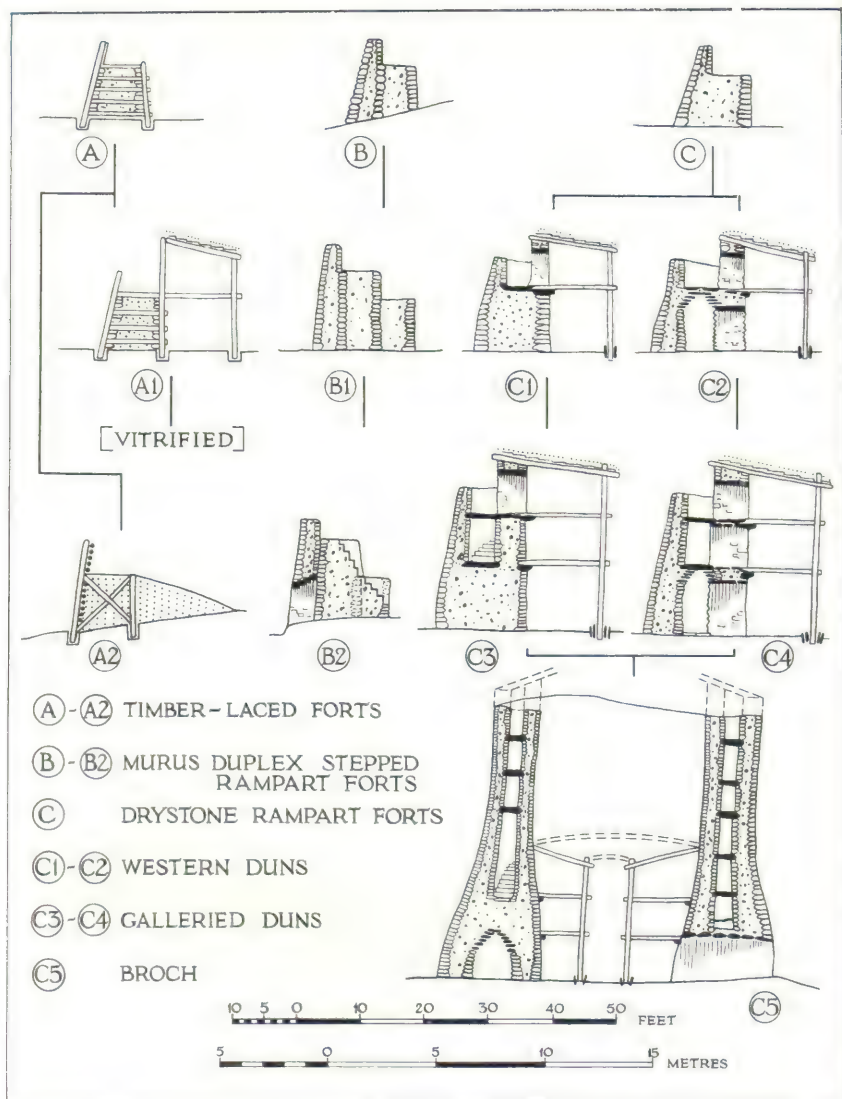 A
B
C
A1
B1
C1
C2
[VITRIFIED]
A2
B2
C3
C4
A - A2 TIMBER-LACED FORTS
B - B2 MURUS DUPLEX STEPPED
RAMPART FORTS
C DRYSTONE RAMPART FORTS
C1 - C2 WESTERN DUNS
C3 - C4 GALLERIED DUNS
C5 BROCH
C5
10 5 0 10 20 30 40 50 FEET
5 0 5 10 15 METRES